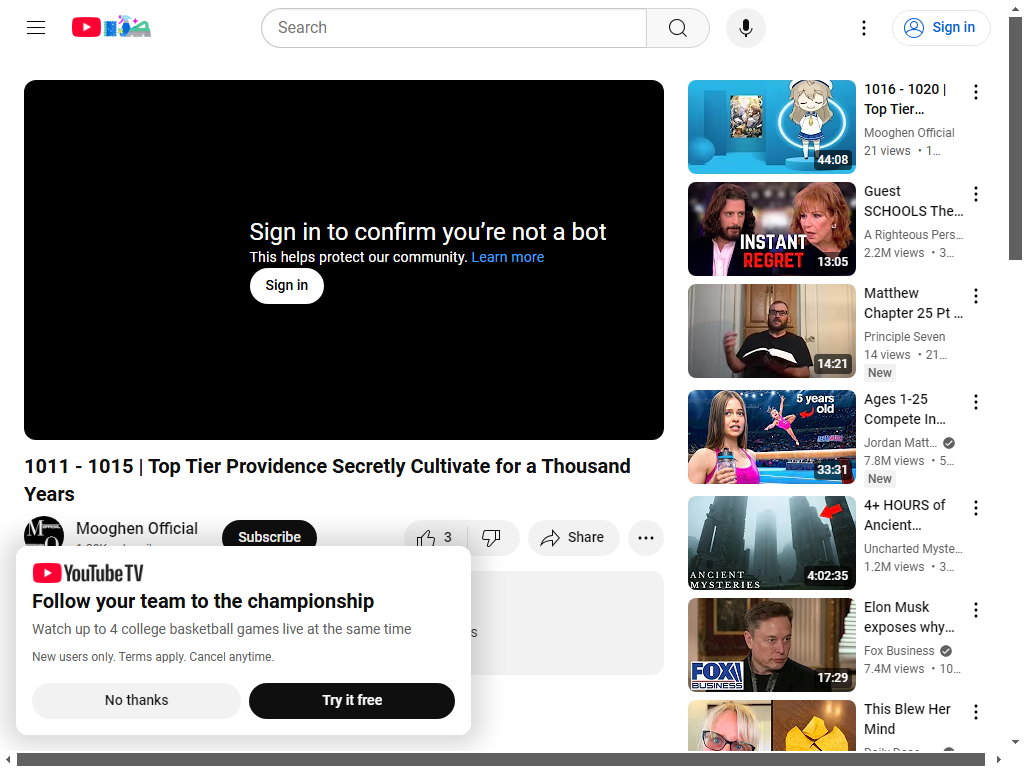 Search
Sign in
Sign in to confirm you’re not a bot
This helps protect our community. Learn more
Sign in
1011 - 1015 | Top Tier Providence Secretly Cultivate for a Thousand
Years
Mooghen Official
Subscribe
3
Share
YouTube TV
Follow your team to the championship
Watch up to 4 college basketball games live at the same time
New users only. Terms apply. Cancel anytime.
No thanks
Try it free
44:08
1016 - 1020 |
Top Tier…
Mooghen Official
21 views • 1…
INSTANT
REGRET
13:05
Guest
SCHOOLS The…
A Righteous Pers…
2.2M views • 3…
14:21
Matthew
Chapter 25 Pt …
Principle Seven
14 views • 21…
New
5 years
old
33:31
Ages 1-25
Compete In…
Jordan Matt…
7.8M views • 5…
New
ANCIENT
MYSTERIES
4:02:35
4+ HOURS of
Ancient…
Uncharted Myste…
1.2M views • 3…
FOX
BUSINESS
17:29
Elon Musk
exposes why…
Fox Business
7.4M views • 10…
This Blew Her
Mind